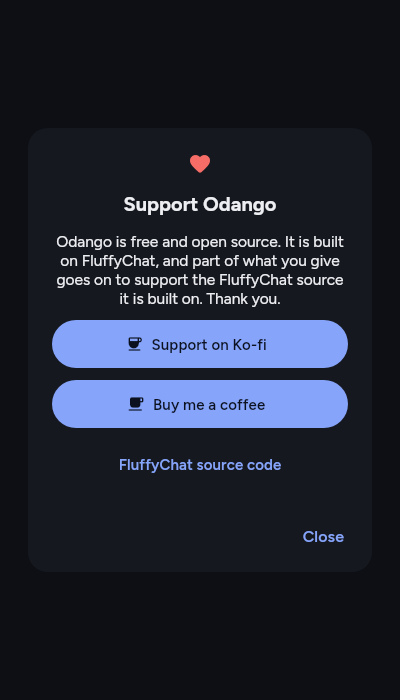 Support Odango
Odango is free and open source. It is built
on FluffyChat, and part of what you give
goes on to support the FluffyChat source
it is built on. Thank you.
Support on Ko-fi
Buy me a coffee
FluffyChat source code
Close